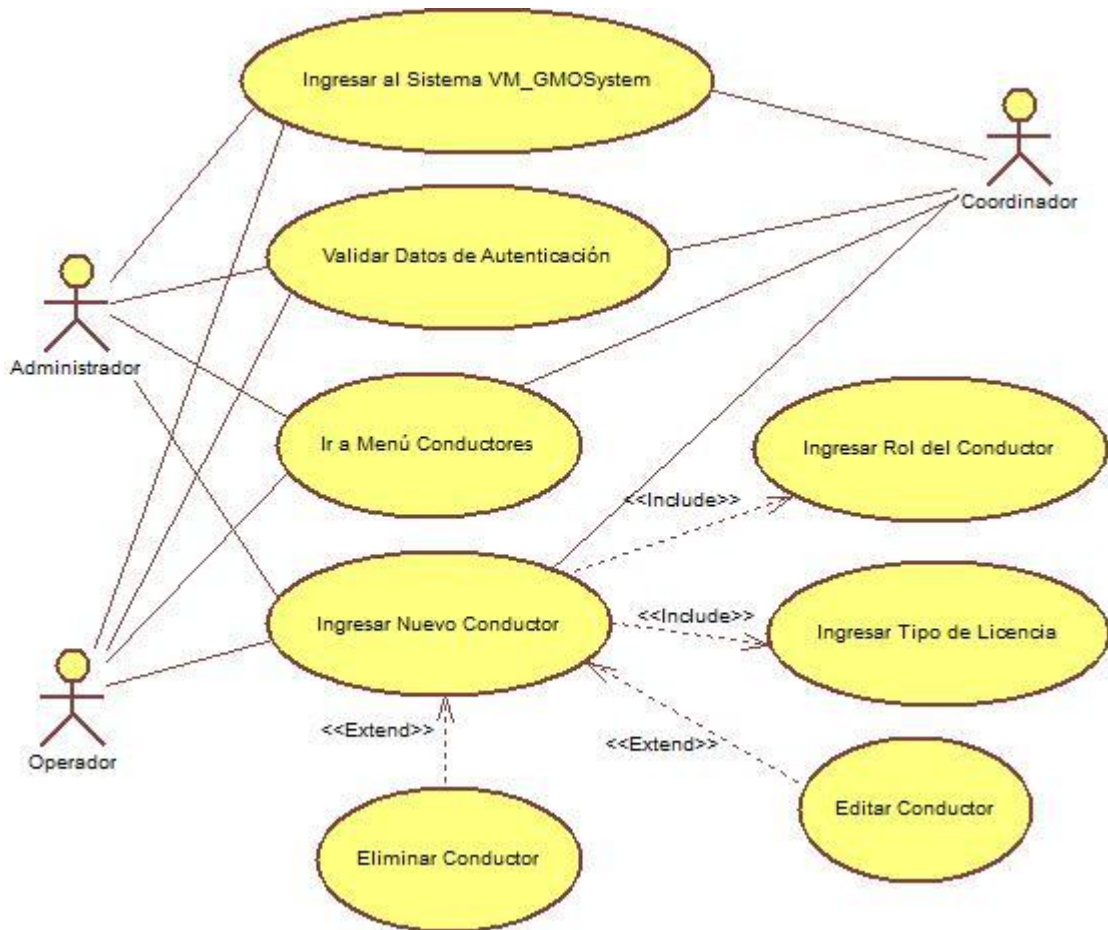 Ingresar al Sistema VM_GMOSystem
Coordinador
Validar Datos de Autenticación
Administrador
Ir a Menú Conductores
Ingresar Rol del Conductor
<<Include>>
Ingresar Nuevo Conductor
<<Include>>
Ingresar Tipo de Licencia
<<Extend>>
<<Extend>>
Operador
Editar Conductor
Eliminar Conductor